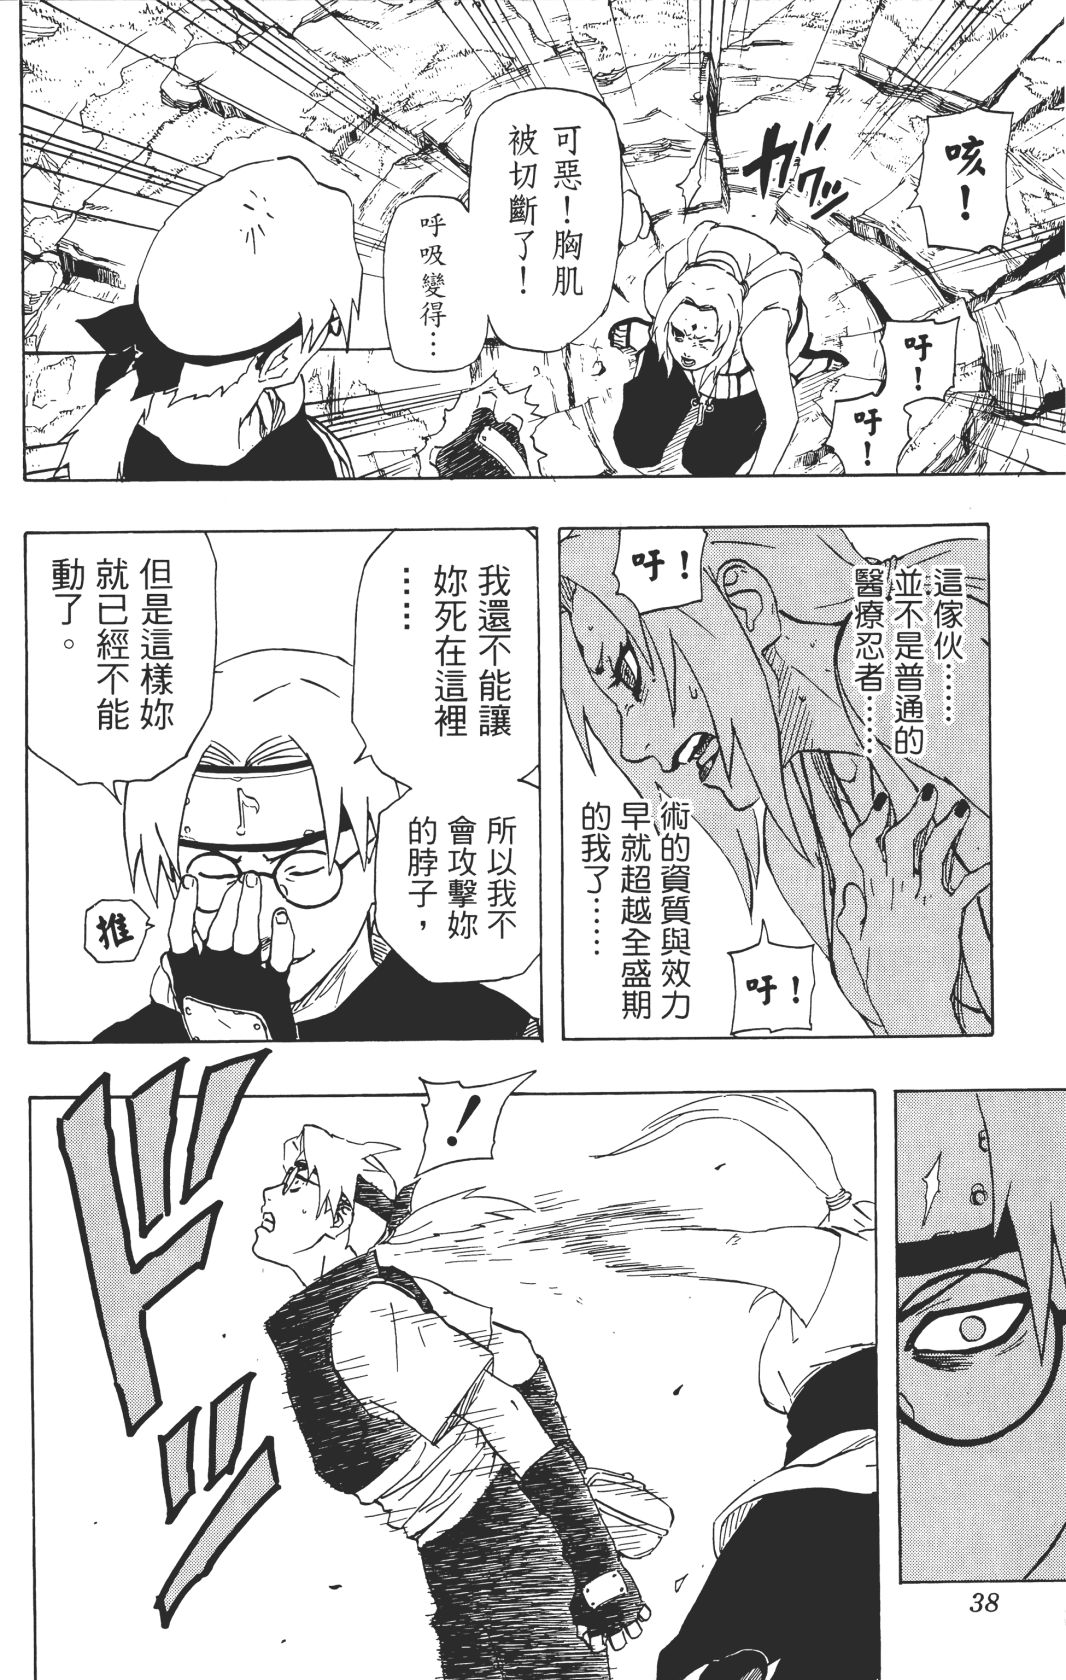 咳！
ガクッ
可惡！胸肌
被切斷了！
呼吸變得…
吁！
吁！
這傢伙……
並不是普通的
醫療忍者……
吁！
術的資質與效力
早就超越全盛期
的我了……
吁！
我還不能讓
妳死在這裡
……
所以我不
會攻擊妳
的脖子，
但是這樣妳
就已經不能
動了。
推
！
ドッ
38